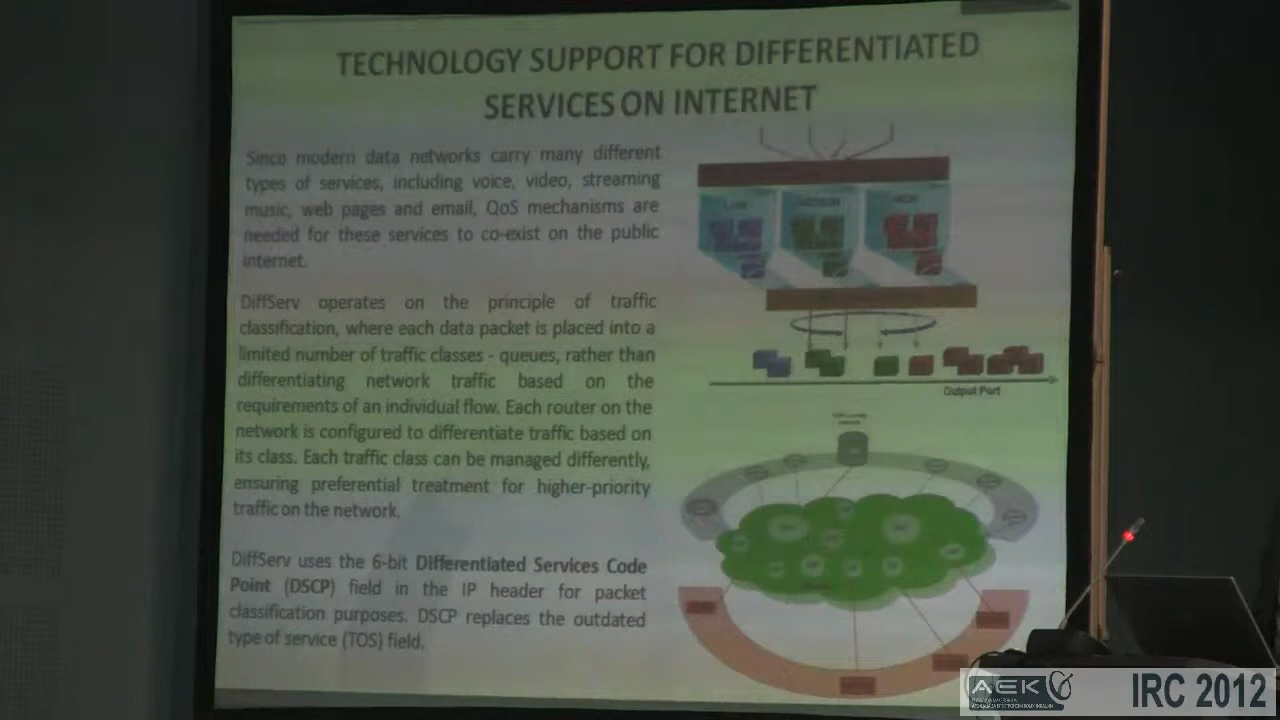 TECHNOLOGY SUPPORT FOR DIFFERENTIATED
SERVICES ON INTERNET
Since modern data networks carry many different
types of services, including voice, video, streaming
music, web pages and email, QoS mechanisms are
needed for these services to co-exist on the public
internet.
DiffServ operates on the principle of traffic
classification, where each data packet is placed into a
limited number of traffic classes - queues, rather than
differentiating network traffic based on the
requirements of an individual flow. Each router on the
network is configured to differentiate traffic based on
its class. Each traffic class can be managed differently,
ensuring preferential treatment for higher-priority
traffic on the network.
DiffServ uses the 6-bit Differentiated Services Code
Point (DSCP) field in the IP header for packet
classification purposes. DSCP replaces the outdated
type of service (TOS) field.
Output Port
AEK
IRC 2012